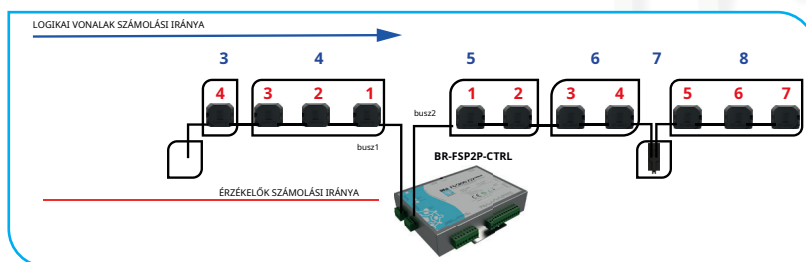 LOGIKAI VONALAK SZÁMOLÁSI IRÁNYA
3 4 5 6 7 8
4 3 2 1 1 2 3 4 5 6 7
busz2
busz1
BR-FSP2P-CTRL
ÉRZÉKELŐK SZÁMOLÁSI IRÁNYA